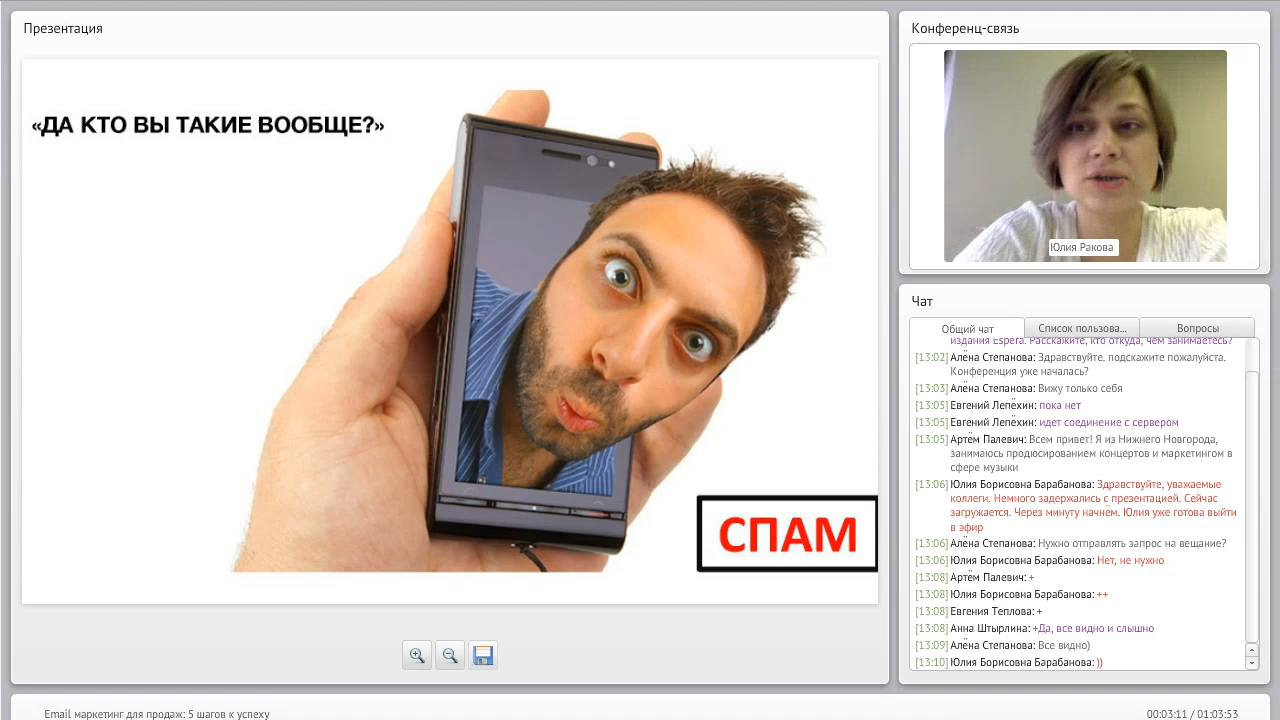 Презентация
«ДА КТО ВЫ ТАКИЕ ВООБЩЕ?»
СПАМ
Конференц-связь
Юлия Ракова
Чат
Общий чат
Список пользова...
Вопросы
издания Espera. Расскажите, кто откуда, чем занимаетесь?
[13:02] Алёна Степанова: Здравствуйте. подскажите пожалуйста.
Конференция уже началась?
[13:03] Алёна Степанова: Вижу только себя
[13:05] Евгений Лепёхин: пока нет
[13:05] Евгений Лепёхин: идет соединение с сервером
[13:05] Артём Палевич: Всем привет! Я из Нижнего Новгорода,
занимаюсь продюсированием концертов и маркетингом в
сфере музыки
[13:06] Юлия Борисовна Барабанова: Здравствуйте, уважаемые
коллеги. Немного задержались с презентацией. Сейчас
загружается. Через минуту начнём. Юлия уже готова выйти
в эфир
[13:06] Алёна Степанова: Нужно отправлять запрос на вещание?
[13:06] Юлия Борисовна Барабанова: Нет, не нужно
[13:08] Артём Палевич: +
[13:08] Юлия Борисовна Барабанова: ++
[13:08] Евгения Теплова: +
[13:08] Анна Штырлина: +Да, все видно и слышно
[13:09] Алёна Степанова: Все видно)
[13:10] Юлия Борисовна Барабанова: ))
Email маркетинг для продаж: 5 шагов к успеху
00:03:11 / 01:03:53